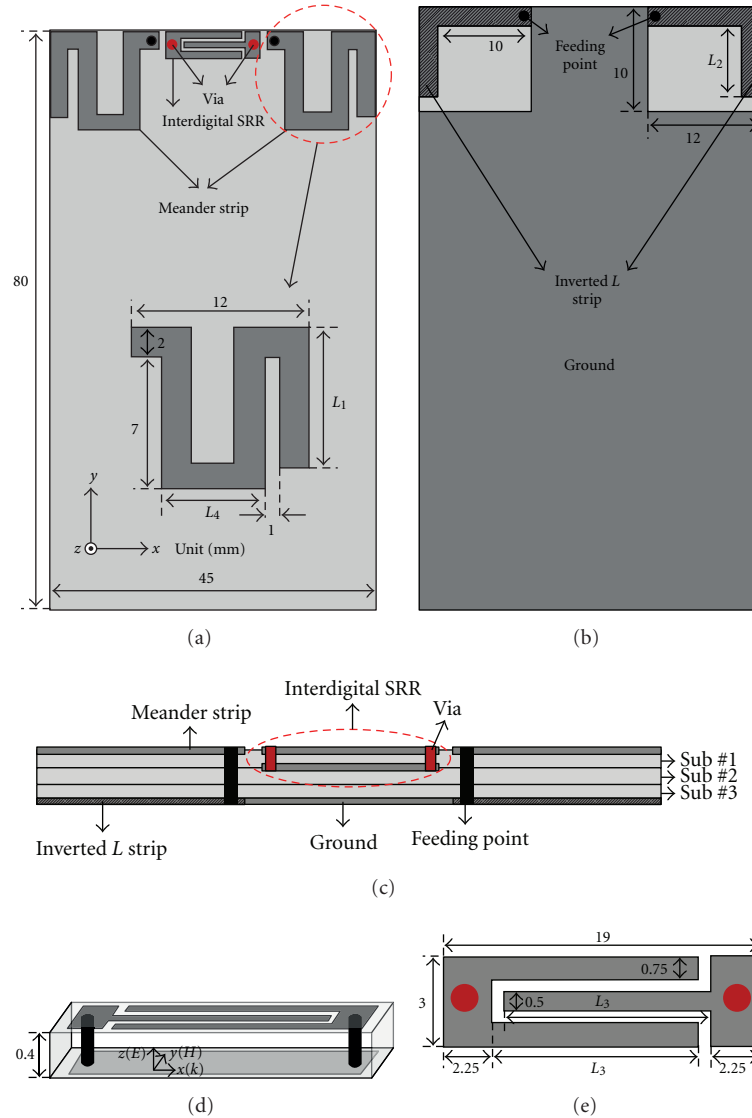 Via
Interdigital SRR
Meander strip
80
12
2
7
L1
L4
1
y
z
x
Unit (mm)
45
(a)
10
Feeding
point
10
L2
12
Inverted L
strip
Ground
(b)
Interdigital SRR
Meander strip
Via
Sub #1
Sub #2
Sub #3
Inverted L strip
Ground
Feeding point
(c)
0.4
z(E)
y(H)
x(k)
(d)
19
3
0.75
0.5
L3
2.25
L3
2.25
(e)